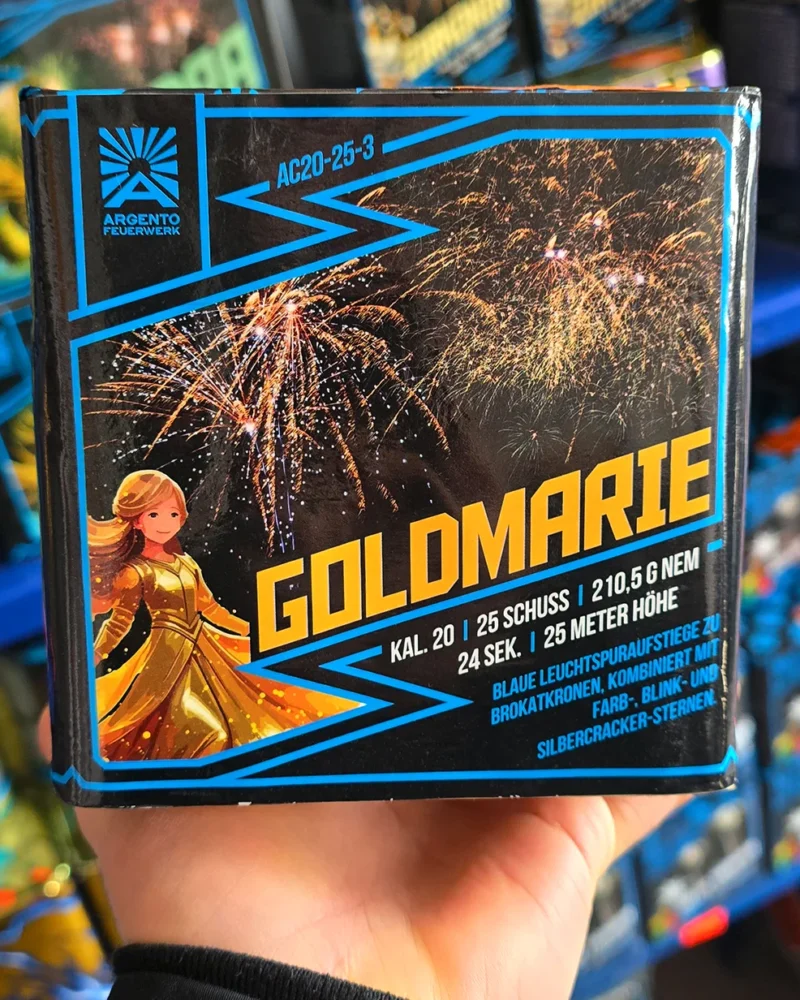 ARGENTO
FEUERWERK
AC20-25-3
GOLDMARIE
KAL. 20 | 25 SCHUSS | 210,5 G NEM
24 SEK. | 25 METER HÖHE
BLAUE LEUCHTSPURAUFSTIEGE ZU
BROKATKRONEN, KOMBINIERT MIT
FARB-, BLINK- UND
SILBERCRACKER-STERNEN.